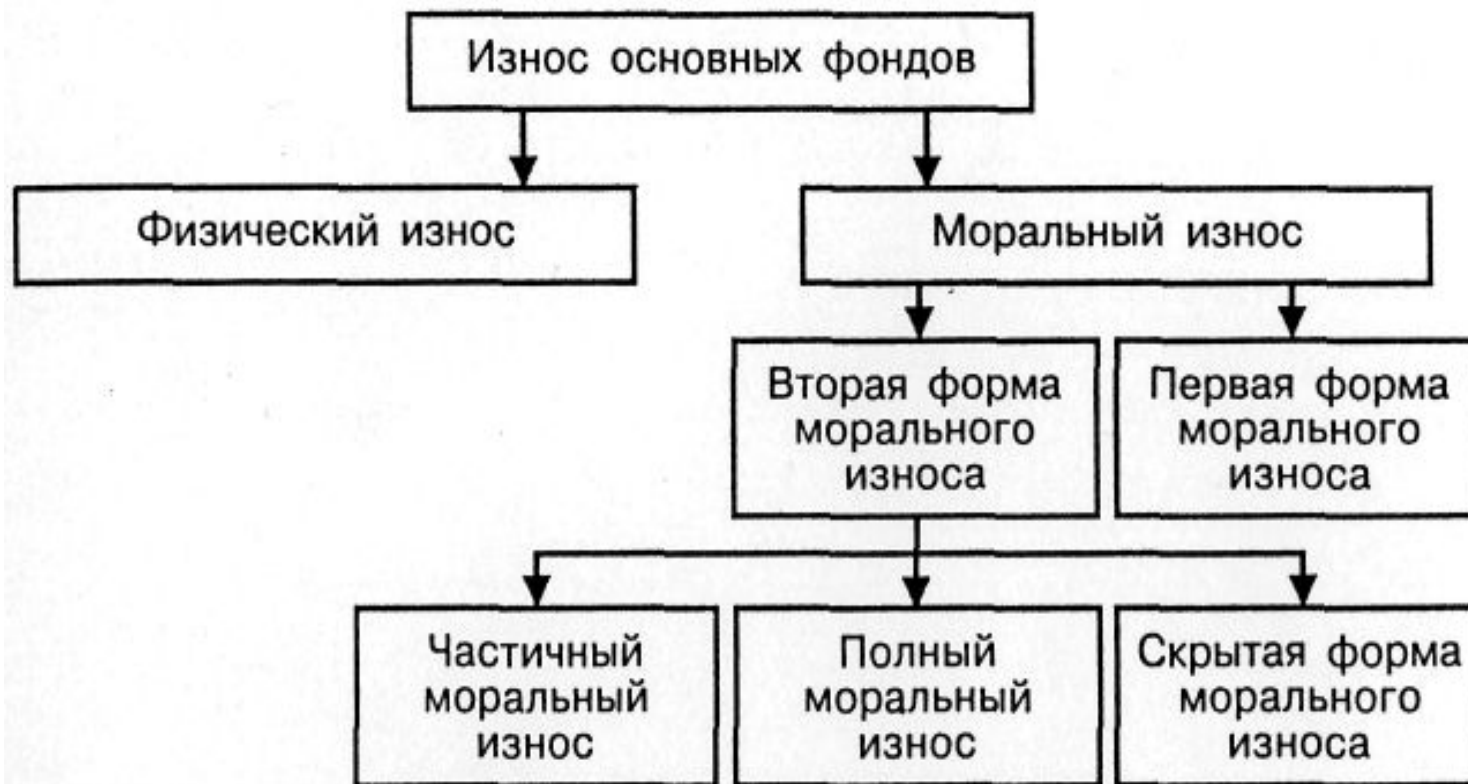 Износ основных фондов
Физический износ
Моральный износ
Вторая форма
морального
износа
Первая форма
морального
износа
Частичный
моральный
износ
Полный
моральный
износ
Скрытая форма
морального
износа